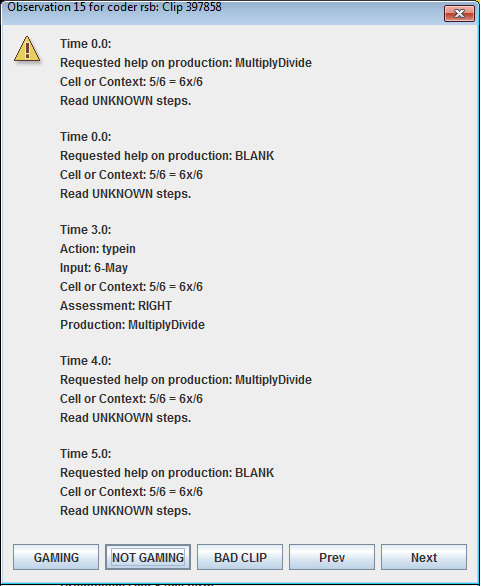 Observation 15 for coder rsb: Clip 397858
Time 0.0:
Requested help on production: MultiplyDivide
Cell or Context: 5/6 = 6x/6
Read UNKNOWN steps.
Time 0.0:
Requested help on production: BLANK
Cell or Context: 5/6 = 6x/6
Read UNKNOWN steps.
Time 3.0:
Action: typein
Input: 6-May
Cell or Context: 5/6 = 6x/6
Assessment: RIGHT
Production: MultiplyDivide
Time 4.0:
Requested help on production: MultiplyDivide
Cell or Context: 5/6 = 6x/6
Read UNKNOWN steps.
Time 5.0:
Requested help on production: BLANK
Cell or Context: 5/6 = 6x/6
Read UNKNOWN steps.
GAMING NOT GAMING BAD CLIP Prev Next